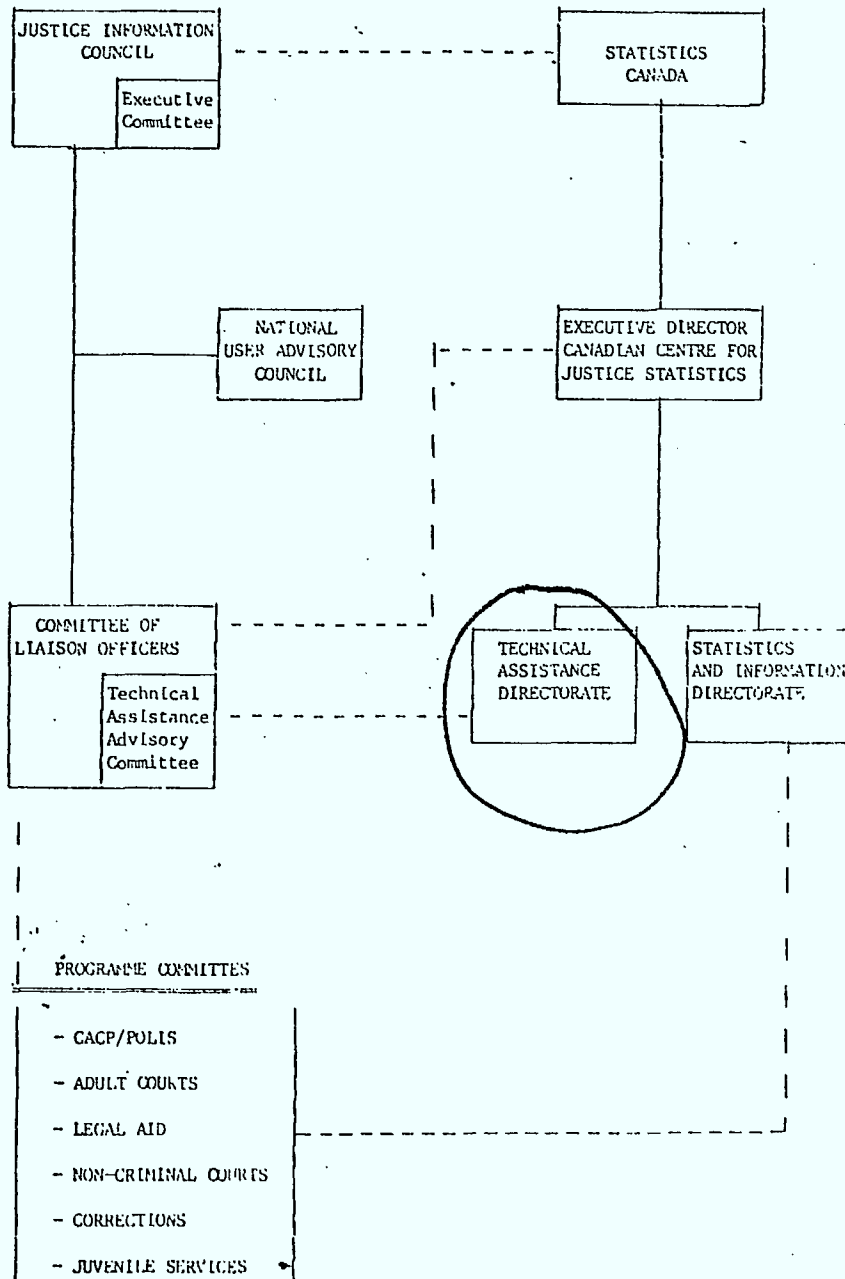 JUSTICE INFORMATION
COUNCIL
Executive
Committee
STATISTICS
CANADA
NATIONAL
USER ADVISORY
COUNCIL
EXECUTIVE DIRECTOR
CANADIAN CENTRE FOR
JUSTICE STATISTICS
COMMITTEE OF
LIAISON OFFICERS
Technical
Assistance
Advisory
Committee
TECHNICAL
ASSISTANCE
DIRECTORATE
STATISTICS
AND INFORMATION
DIRECTORATE
PROGRAMME COMMITTES
- CACP/POLIS
- ADULT COURTS
- LEGAL AID
- NON-CRIMINAL COURTS
- CORRECTIONS
- JUVENILE SERVICES